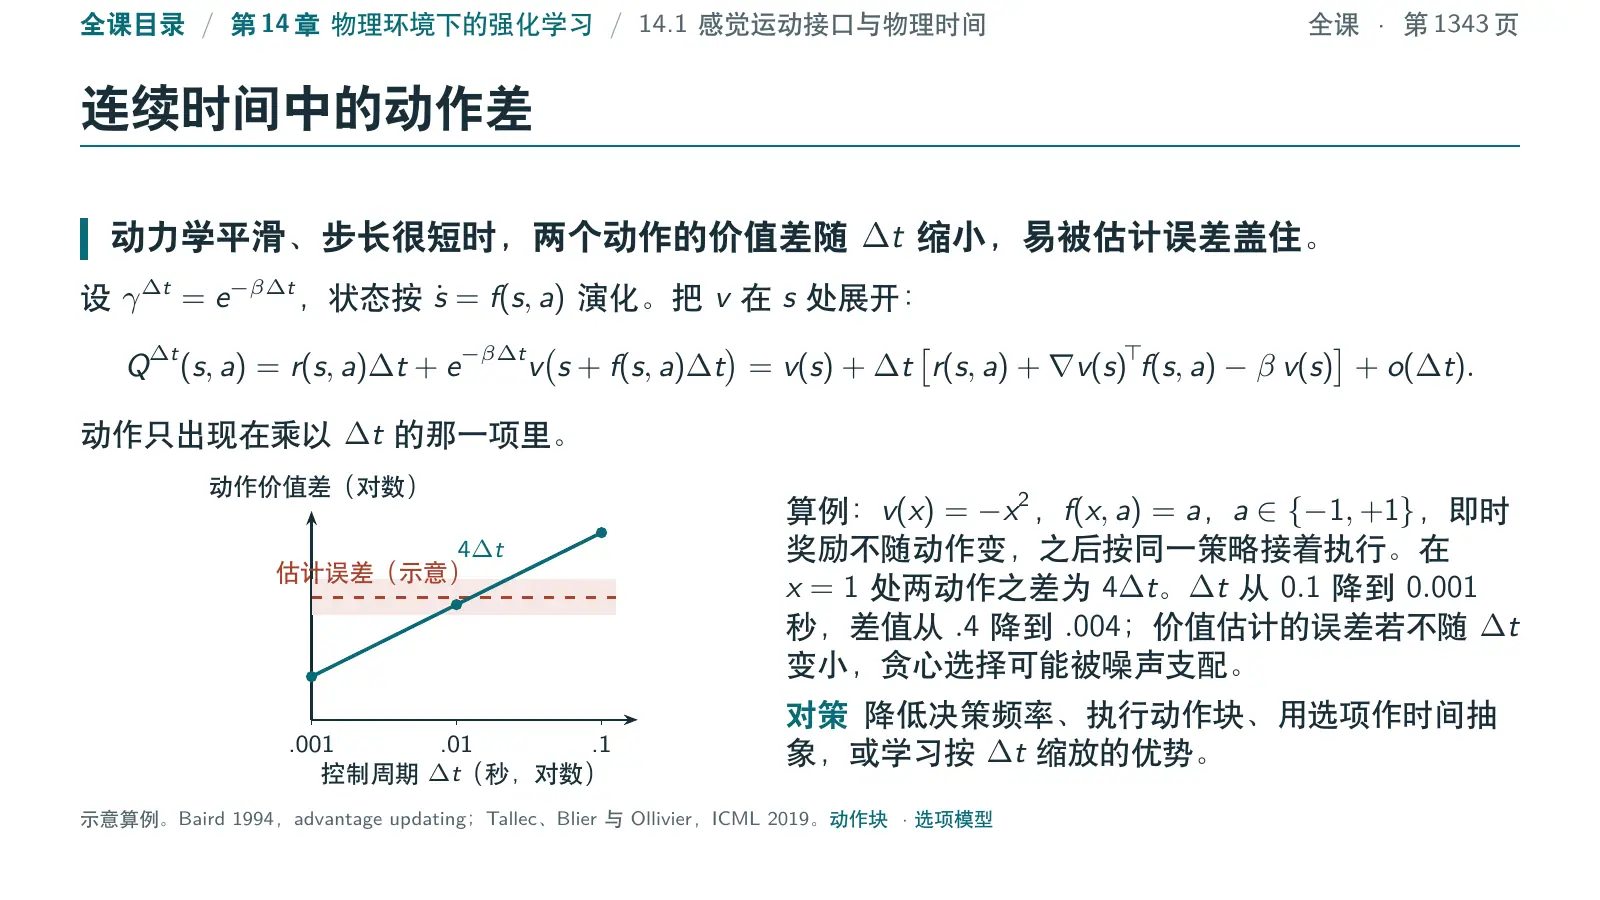 全课目录 / 第 14 章 物理环境下的强化学习 / 14.1 感觉运动接口与物理时间
全课 · 第 1343 页
连续时间中的动作差
动力学平滑、步长很短时，两个动作的价值差随 Δt 缩小，易被估计误差盖住。
设 γ^{Δt} = e^{−βΔt}，状态按 ṡ = f(s, a) 演化。把 v 在 s 处展开：
Q^{Δt}(s, a) = r(s, a)Δt + e^{−βΔt}v(s + f(s, a)Δt) = v(s) + Δt[r(s, a) + ∇v(s)^⊤f(s, a) − β v(s)] + o(Δt).
动作只出现在乘以 Δt 的那一项里。
动作价值差（对数）
4Δt
估计误差（示意）
.001 .01 .1
控制周期 Δt（秒，对数）
算例：v(x) = −x²，f(x, a) = a，a ∈ {−1, +1}，即时
奖励不随动作变，之后按同一策略接着执行。在
x = 1 处两动作之差为 4Δt。Δt 从 0.1 降到 0.001
秒，差值从 .4 降到 .004；价值估计的误差若不随 Δt
变小，贪心选择可能被噪声支配。
对策 降低决策频率、执行动作块、用选项作时间抽
象，或学习按 Δt 缩放的优势。
示意算例。Baird 1994，advantage updating；Tallec、Blier 与 Ollivier，ICML 2019。动作块 · 选项模型